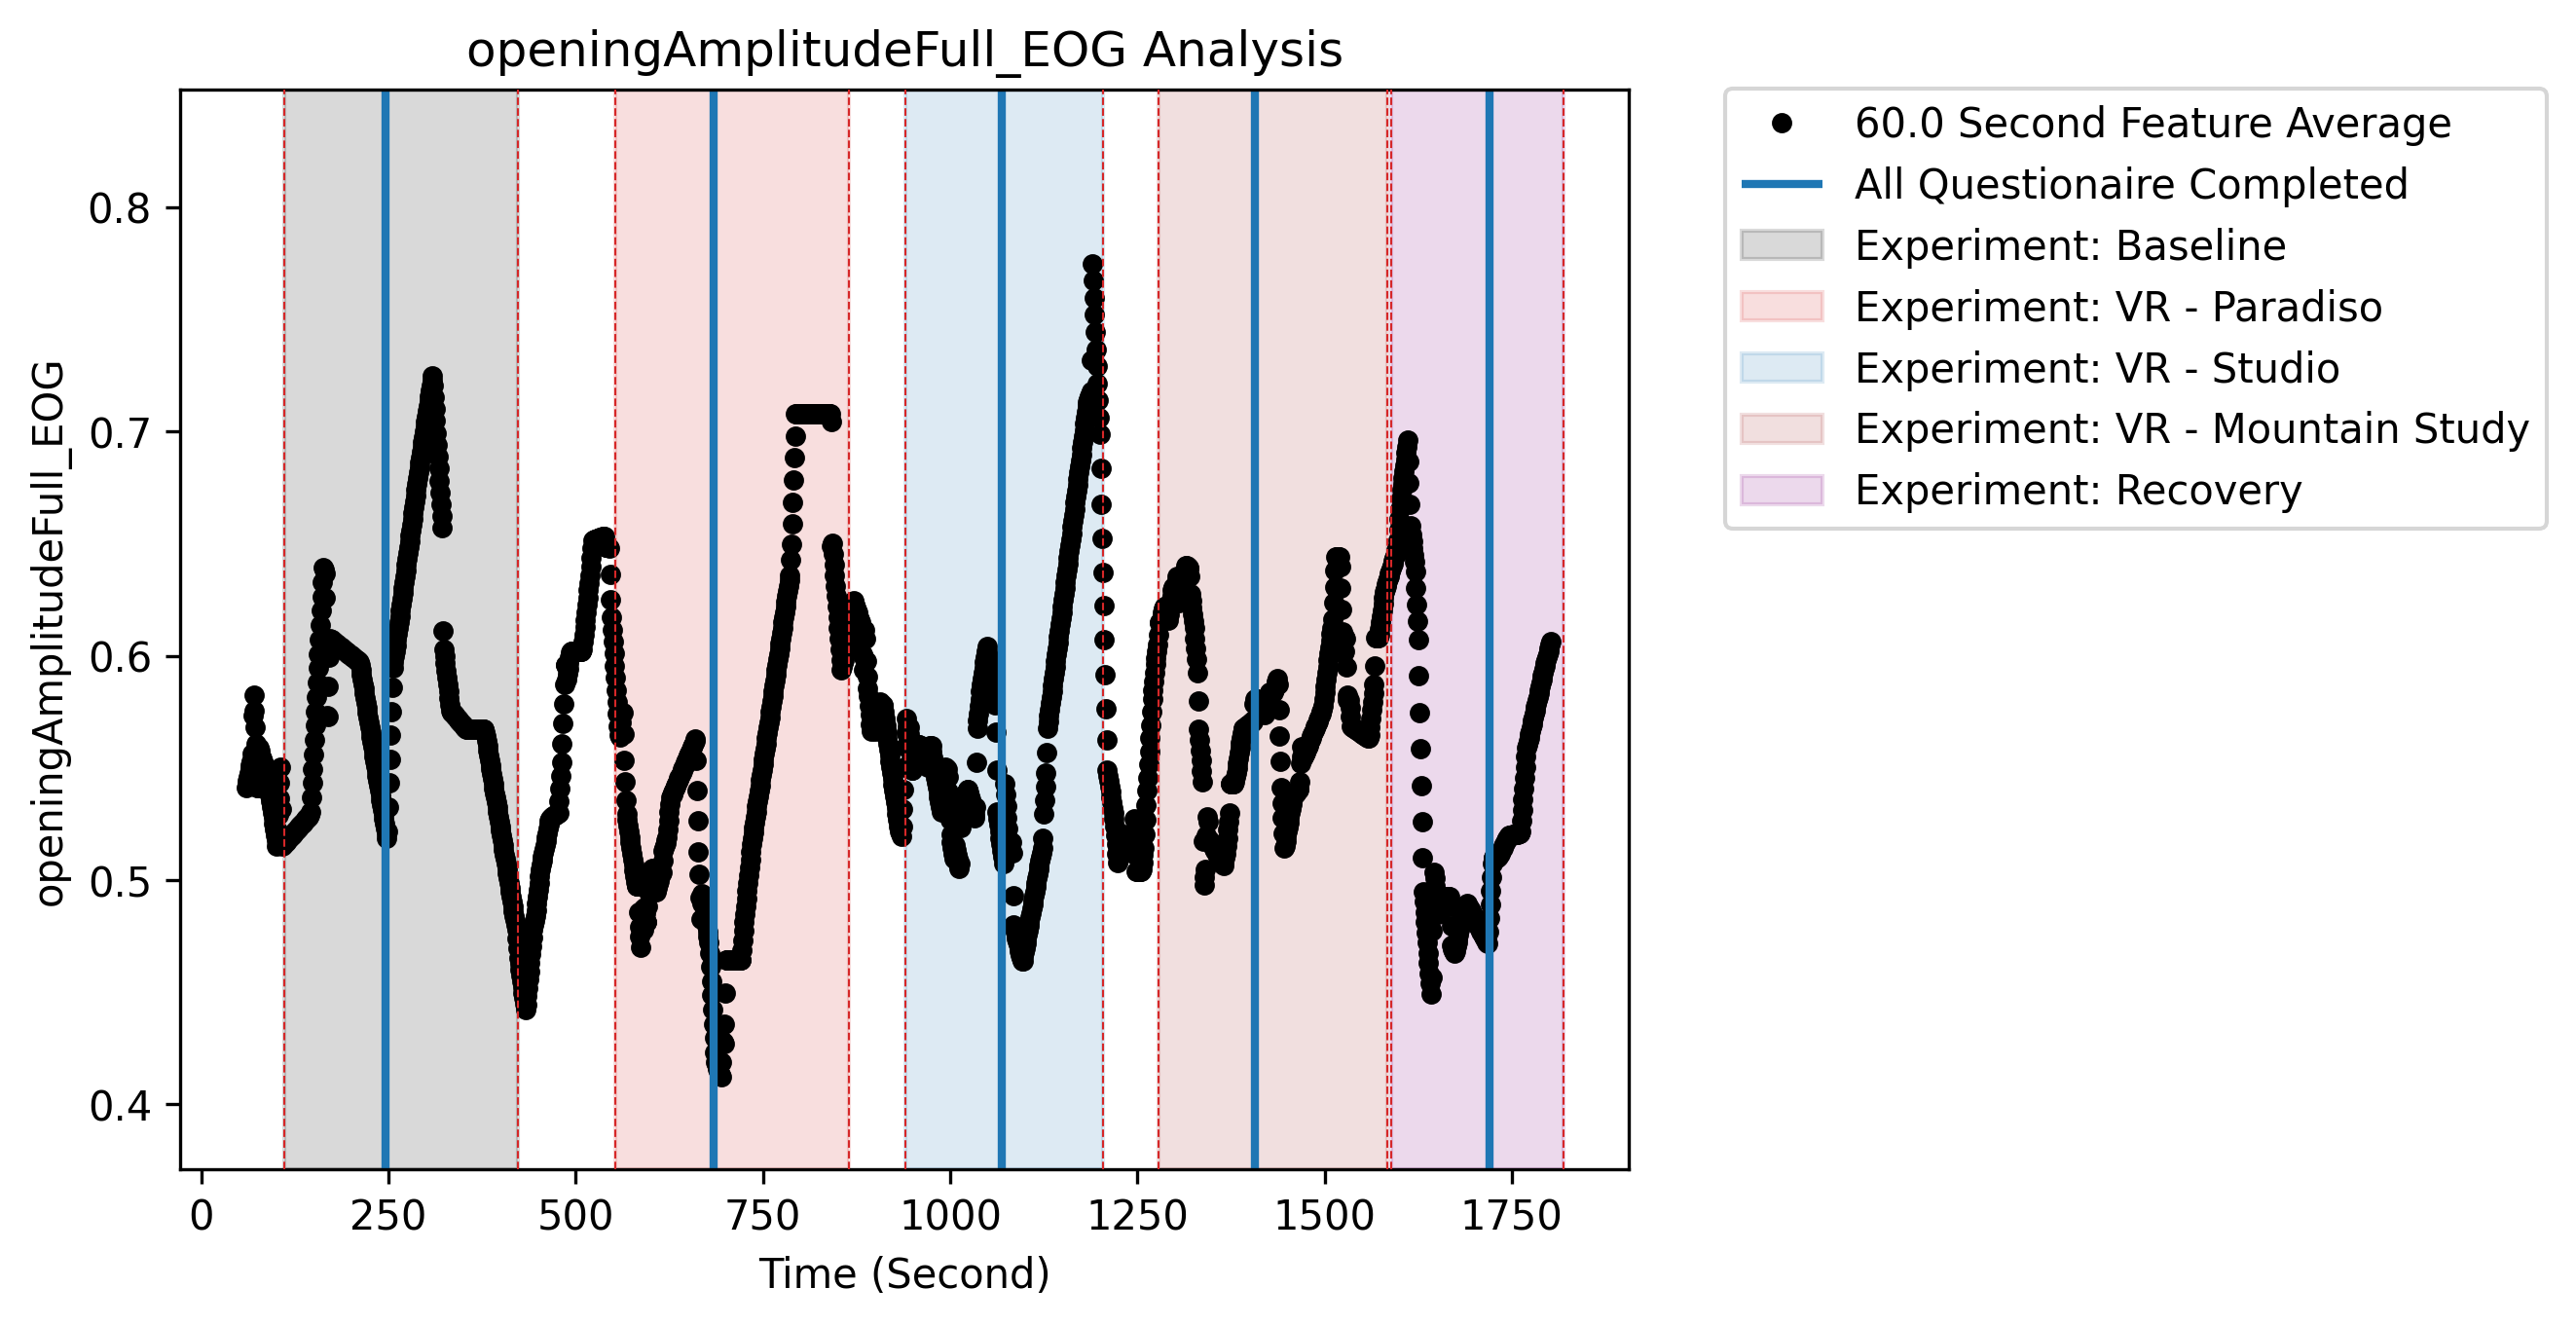 openingAmplitudeFull_EOG Analysis
openingAmplitudeFull_EOG
0.8
0.7
0.6
0.5
0.4
0 250 500 750 1000 1250 1500 1750
Time (Second)
60.0 Second Feature Average
All Questionaire Completed
Experiment: Baseline
Experiment: VR - Paradiso
Experiment: VR - Studio
Experiment: VR - Mountain Study
Experiment: Recovery